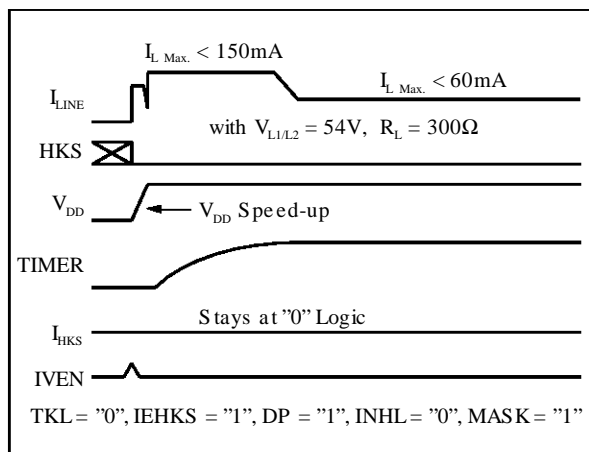 I_L Max. < 150mA
I_L Max. < 60mA
I_LINE
with V_L1/L2 = 54V, R_L = 300Ω
HKS
V_DD
V_DD Speed-up
TIMER
Stays at ”0” Logic
I_HKS
IVEN
TKL = ”0”, IEHKS = ”1”, DP = ”1”, INHL = ”0”, MASK = ”1”